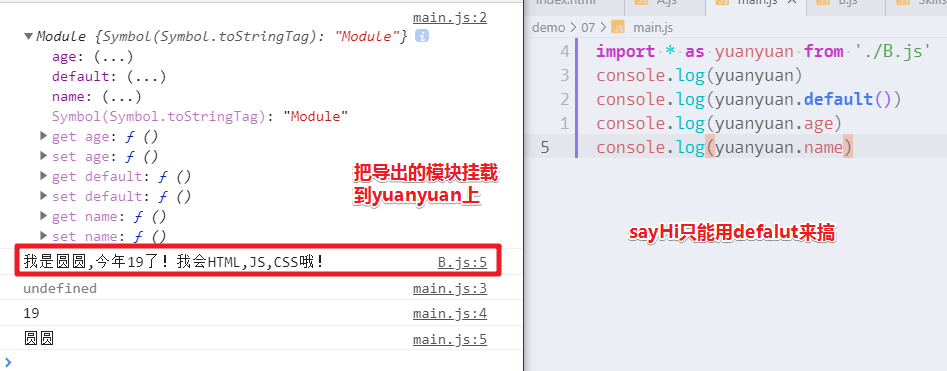 main.js:2
Module {Symbol(Symbol.toStringTag): "Module"} i
age: (...)
default: (...)
name: (...)
Symbol(Symbol.toStringTag): "Module"
get age: ƒ ()
set age: ƒ ()
get default: ƒ ()
set default: ƒ ()
get name: ƒ ()
set name: ƒ ()
把导出的模块挂载
到yuanyuan上
我是圆圆,今年19了! 我会HTML,JS,CSS哦! B.js:5
undefined main.js:3
19 main.js:4
圆圆 main.js:5
index.html A.js main.js B.js Skills
demo > 07 > JS main.js
4 import * as yuanyuan from './B.js'
3 console.log(yuanyuan)
2 console.log(yuanyuan.default())
1 console.log(yuanyuan.age)
5 console.log(yuanyuan.name)
sayHi只能用defalut来搞